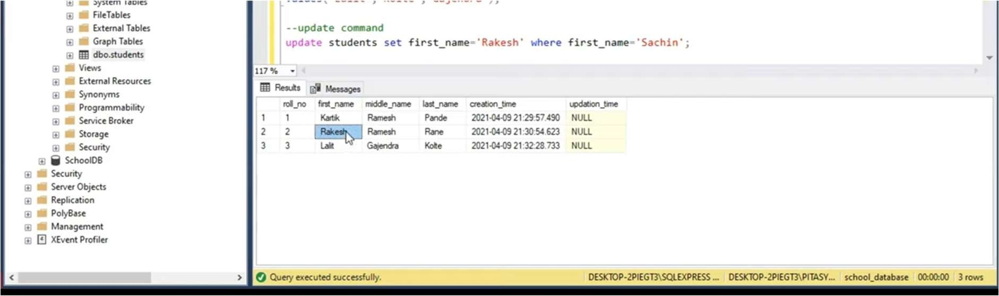 System Tables
FileTables
External Tables
Graph Tables
dbo.students
Views
External Resources
Synonyms
Programmability
Service Broker
Storage
Security
SchoolDB
Security
Server Objects
Replication
PolyBase
Management
XEvent Profiler
--update command
update students set first_name='Rakesh' where first_name='Sachin';
117 %
Results Messages
roll_no first_name middle_name last_name creation_time updation_time
1 1 Kartik Ramesh Pande 2021-04-09 21:29:57.490 NULL
2 2 Rakesh Ramesh Rane 2021-04-09 21:30:54.623 NULL
3 3 Lalit Gajendra Kolte 2021-04-09 21:32:28.733 NULL
Query executed successfully. DESKTOP-2PIEGT3\SQLEXPRESS ... DESKTOP-2PIEGT3\PITASY... school_database 00:00:00 3 rows